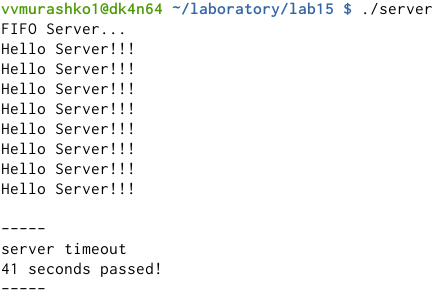 vvmurashko1@dk4n64 ~/laboratory/lab15 $ ./server
FIFO Server...
Hello Server!!!
Hello Server!!!
Hello Server!!!
Hello Server!!!
Hello Server!!!
Hello Server!!!
Hello Server!!!
Hello Server!!!

-----
server timeout
41 seconds passed!
-----